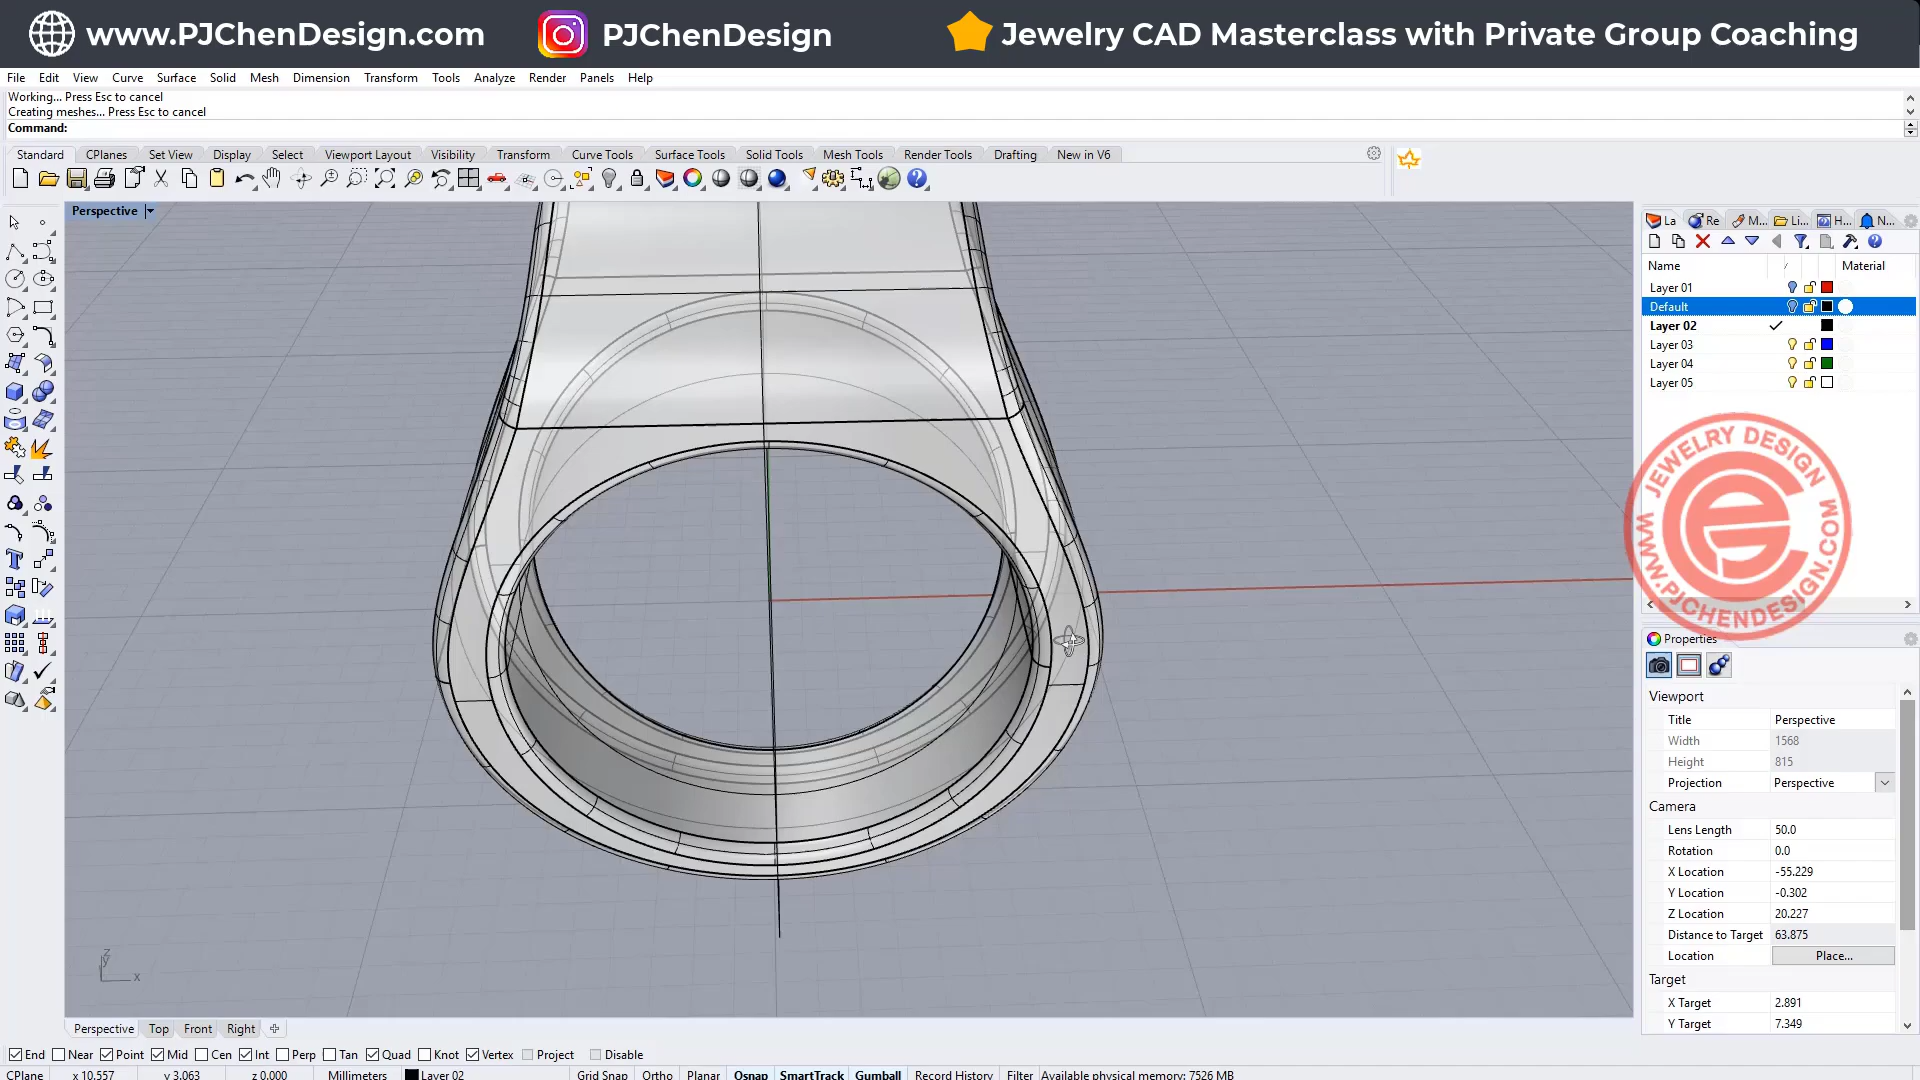 www.PJChenDesign.com PJChenDesign Jewelry CAD Masterclass with Private Group Coaching
File Edit View Curve Surface Solid Mesh Dimension Transform Tools Analyze Render Panels Help
Working... Press Esc to cancel
Creating meshes... Press Esc to cancel
Command:
Standard CPlanes Set View Display Select Viewport Layout Visibility Transform Curve Tools Surface Tools Solid Tools Mesh Tools Render Tools Drafting New in V6
Perspective
La Re M... Li... H... N...
Name Material
Layer 01
Default
Layer 02
Layer 03
Layer 04
Layer 05
JEWELRY DESIGN
WWW.PJCHENDESIGN.COM
Properties
Viewport
Title Perspective
Width 1568
Height 815
Projection Perspective
Camera
Lens Length 50.0
Rotation 0.0
X Location -55.229
Y Location -0.302
Z Location 20.227
Distance to Target 63.875
Location Place...
Target
X Target 2.891
Y Target 7.349
z
y
x
Perspective Top Front Right
End Near Point Mid Cen Int Perp Tan Quad Knot Vertex Project Disable
CPlane x 10.557 y 3.063 z 0.000 Millimeters Layer 02 Grid Snap Ortho Planar Osnap SmartTrack Gumball Record History Filter Available physical memory: 7526 MB